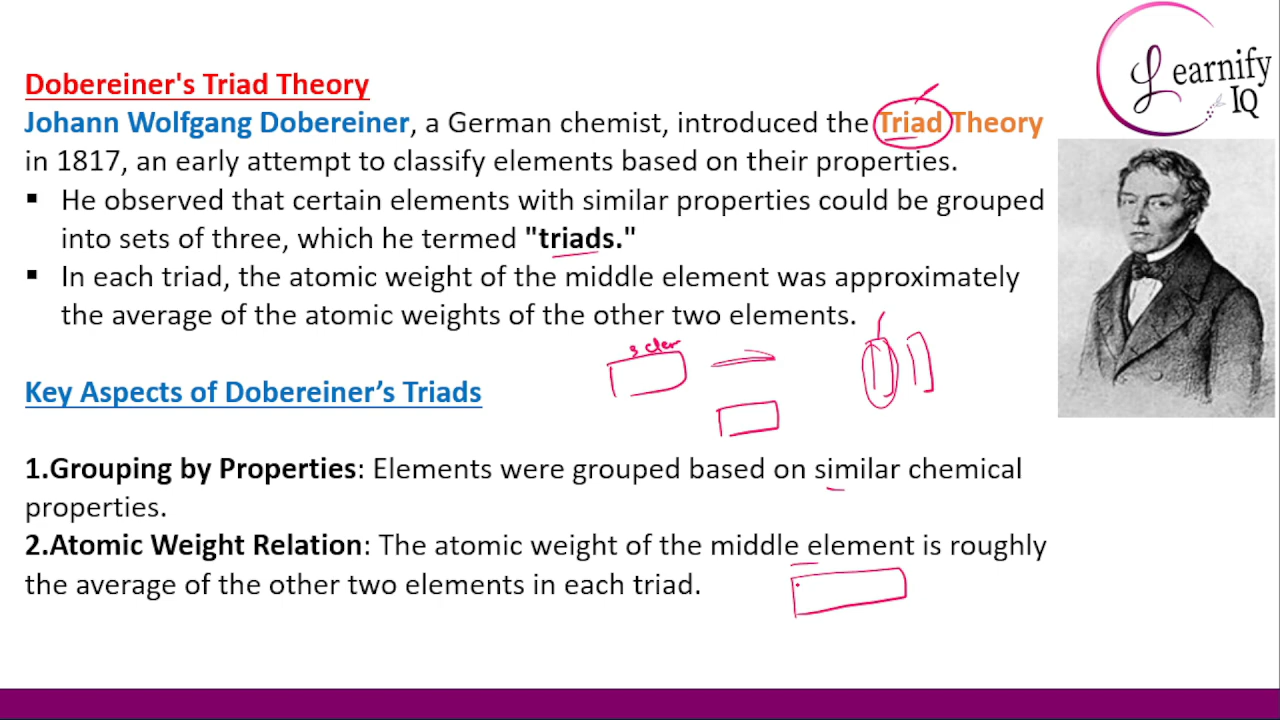 Learnify
IQ
Dobereiner's Triad Theory
Johann Wolfgang Dobereiner, a German chemist, introduced the Triad Theory
in 1817, an early attempt to classify elements based on their properties.
▪ He observed that certain elements with similar properties could be grouped
into sets of three, which he termed "triads."
▪ In each triad, the atomic weight of the middle element was approximately
the average of the atomic weights of the other two elements.
Key Aspects of Dobereiner’s Triads
1.Grouping by Properties: Elements were grouped based on similar chemical
properties.
2.Atomic Weight Relation: The atomic weight of the middle element is roughly
the average of the other two elements in each triad.